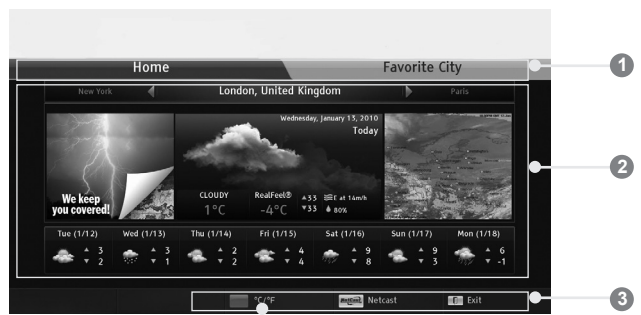 Home Favorite City 1
New York London, United Kingdom Paris
Wednesday, January 13, 2010
Today
We keep
you covered!
CLOUDY RealFeel® ▲33 E at 14m/h
1°C -4°C ▼33 80%
2
Tue (1/12) Wed (1/13) Thu (1/14) Fri (1/15) Sat (1/16) Sun (1/17) Mon (1/18)
▲ 3 ▲ 3 ▲ 2 ▲ 4 ▲ 9 ▲ 9 ▲ 6
▼ 2 ▼ 1 ▼ 2 ▼ 4 ▼ 8 ▼ 3 ▼ -1
°C/°F NetCast Netcast E Exit 3